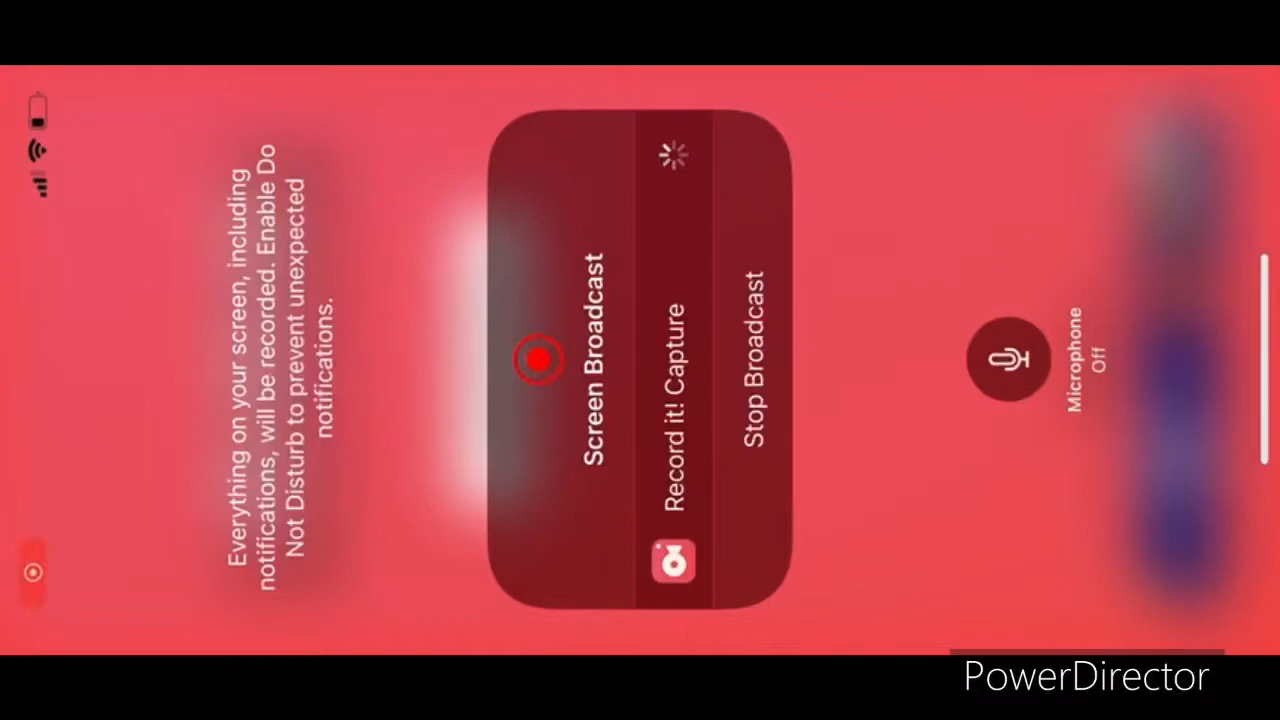 Everything on your screen, including
notifications, will be recorded. Enable Do
Not Disturb to prevent unexpected
notifications.
Screen Broadcast
Record it! Capture
Stop Broadcast
Microphone
Off
PowerDirector